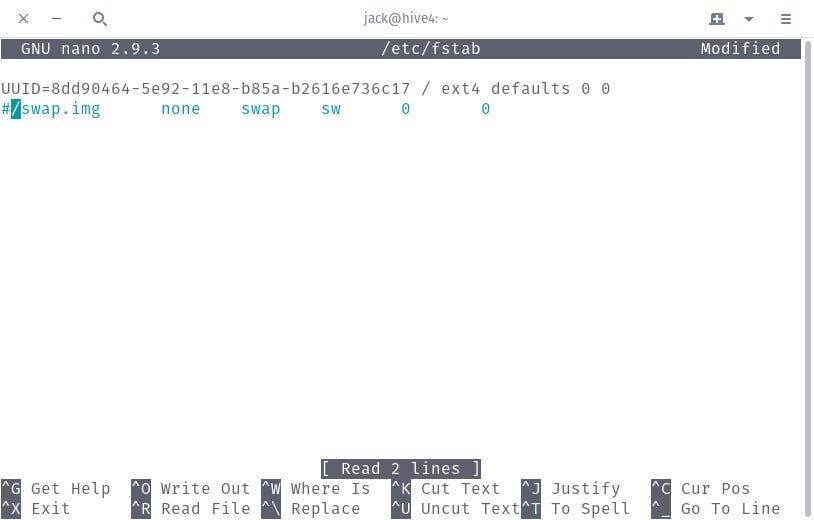 jack@hive4: ~
GNU nano 2.9.3 /etc/fstab Modified
UUID=8dd90464-5e92-11e8-b85a-b2616e736c17 / ext4 defaults 0 0
#/swap.img none swap sw 0 0
[ Read 2 lines ]
^G Get Help ^O Write Out ^W Where Is ^K Cut Text ^J Justify ^C Cur Pos
^X Exit ^R Read File ^\ Replace ^U Uncut Text ^T To Spell ^_ Go To Line